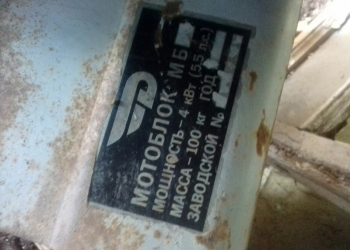 МОТОБЛОК МБ
МОЩНОСТЬ-4 кВт (5,5 л.с.)
МАССА-100 кг ГОД
ЗАВОДСКОЙ №